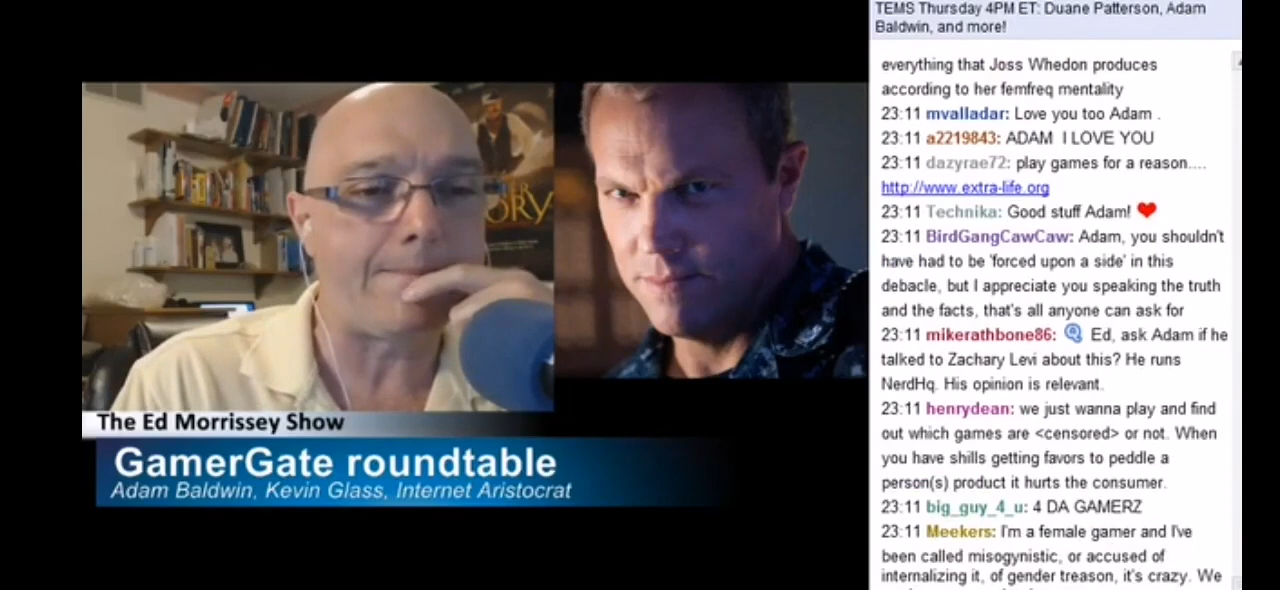 TEMS Thursday 4PM ET: Duane Patterson, Adam
Baldwin, and more!
everything that Joss Whedon produces
according to her femfreq mentality
23:11 mvalladar: Love you too Adam .
23:11 a2219843: ADAM I LOVE YOU
23:11 dazyrae72: play games for a reason....
http://www.extra-life.org
23:11 Technika: Good stuff Adam! ❤
23:11 BirdGangCawCaw: Adam, you shouldn't
have had to be 'forced upon a side' in this
debacle, but I appreciate you speaking the truth
and the facts, that's all anyone can ask for
23:11 mikerathbone86: Ed, ask Adam if he
talked to Zachary Levi about this? He runs
NerdHq. His opinion is relevant.
23:11 henrydean: we just wanna play and find
out which games are <censored> or not. When
you have shills getting favors to peddle a
person(s) product it hurts the consumer.
23:11 big_guy_4_u: 4 DA GAMERZ
23:11 Meekers: I'm a female gamer and I've
been called misogynistic, or accused of
internalizing it, of gender treason, it's crazy. We
ORY
The Ed Morrissey Show
GamerGate roundtable
Adam Baldwin, Kevin Glass, Internet Aristocrat